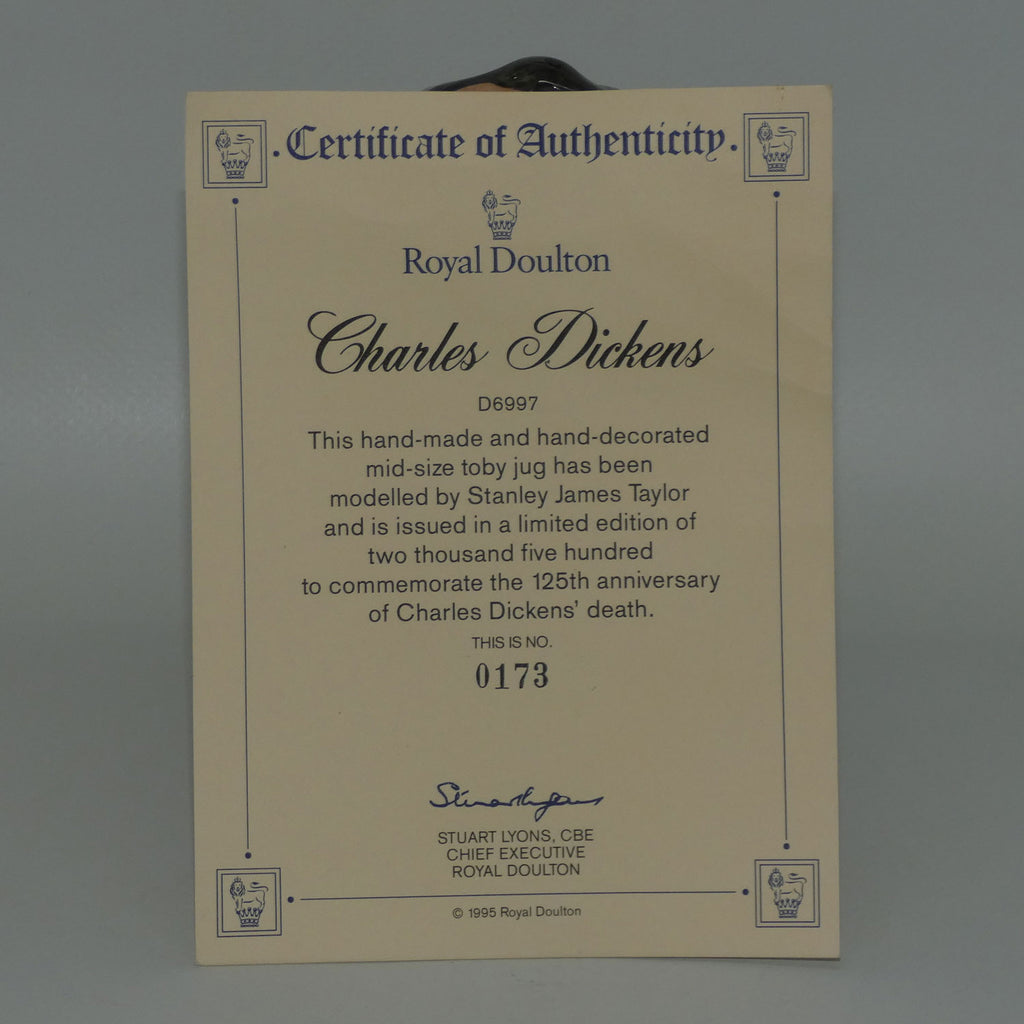 Certificate of Authenticity
Royal Doulton
Charles Dickens
D6997
This hand-made and hand-decorated
mid-size toby jug has been
modelled by Stanley James Taylor
and is issued in a limited edition of
two thousand five hundred
to commemorate the 125th anniversary
of Charles Dickens' death.
THIS IS NO.
0173
Stuart Lyons
STUART LYONS, CBE
CHIEF EXECUTIVE
ROYAL DOULTON
© 1995 Royal Doulton